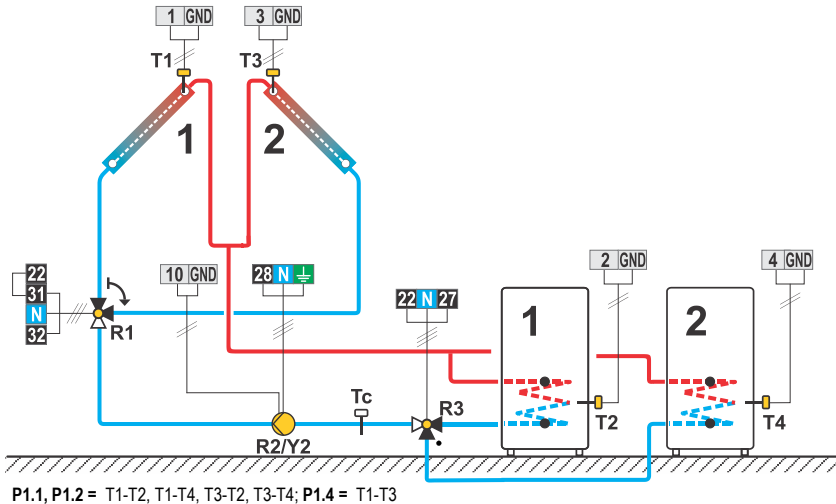 1 GND
3 GND
T1
T3
1
2
22
31
N
32
R1
10 GND
28 N
22 N 27
2 GND
4 GND
1
2
Tc
R3
R2/Y2
T2
T4
P1.1, P1.2 = T1-T2, T1-T4, T3-T2, T3-T4; P1.4 = T1-T3